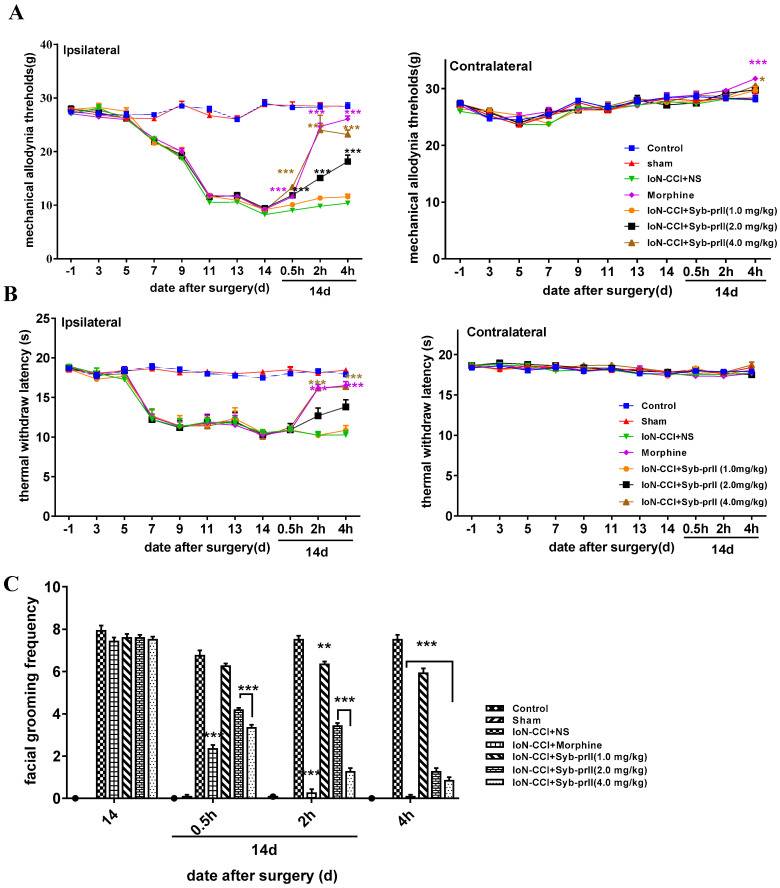 A
Ipsilateral
mechanical allodynia threholds(g)
40
30
20
10
0
*** *** *** *** *** *** *** *** ***
-1 3 5 7 9 11 13 14 0.5h 2h 4h
date after surgery(d)
14d
Contralateral
mechanical allodynia threholds(g)
30
20
10
0
***
*
Control
sham
IoN-CCI+NS
Morphine
IoN-CCI+Syb-prII(1.0 mg/kg)
IoN-CCI+Syb-prII(2.0 mg/kg)
IoN-CCI+Syb-prII(4.0 mg/kg)
-1 3 5 7 9 11 13 14 0.5h 2h 4h
date after surgery(d)
14d
B
Ipsilateral
thermal withdraw latency (s)
25
20
15
10
5
0
*** ***
*** ***
-1 3 5 7 9 11 13 14 0.5h 2h 4h
date after surgery(d)
14d
Contralateral
thermal withdraw latency (s)
20
15
10
5
0
Control
Sham
IoN-CCI+NS
Morphine
IoN-CCI+Syb-prII (1.0mg/kg)
IoN-CCI+Syb-prII (2.0mg/kg)
IoN-CCI+Syb-prII (4.0mg/kg)
-1 3 5 7 9 11 13 14 0.5h 2h 4h
date after surgery(d)
14d
C
facial grooming frequency
10
8
6
4
2
0
*** *** ** *** *** ***
14 0.5h 2h 4h
14d
date after surgery (d)
Control
Sham
IoN-CCI+NS
IoN-CCI+Morphine
IoN-CCI+Syb-prII(1.0 mg/kg)
IoN-CCI+Syb-prII(2.0 mg/kg)
IoN-CCI+Syb-prII(4.0 mg/kg)